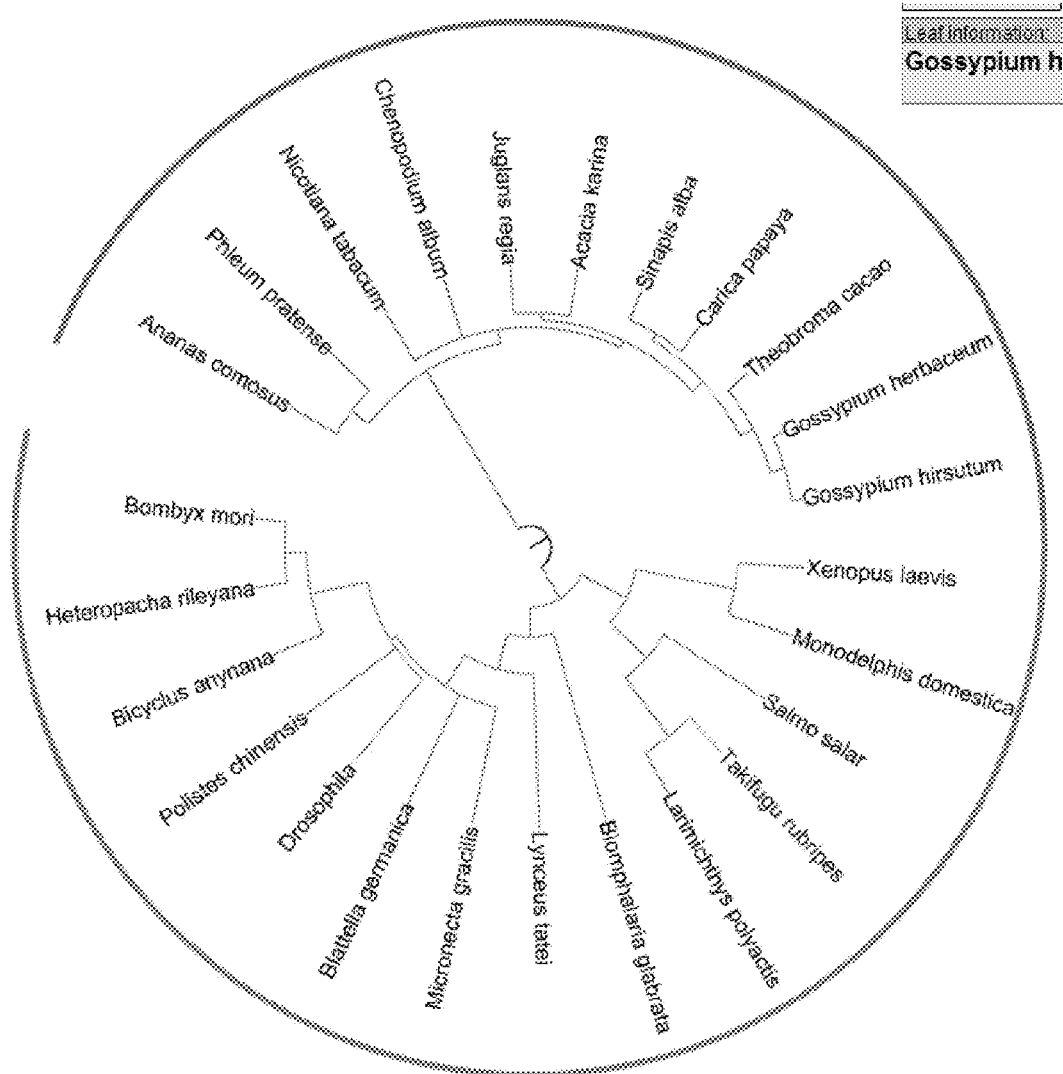 Leaf information
Gossypium h
Ananas comosus
Phleum pratense
Nicotiana tabacum
Chenopodium album
Juglans regia
Acacia karina
Sinapis alba
Carica papaya
Theobroma cacao
Gossypium herbaceum
Gossypium hirsutum
Xenopus laevis
Monodelphis domestica
Salmo salar
Takifugu rubripes
Larimichthys polyactis
Biomphalaria glabrata
Lynceus tatei
Micronecta gracilis
Blattella germanica
Drosophila
Polistes chinensis
Bicyclus anynana
Heteropacha rileyana
Bombyx mori